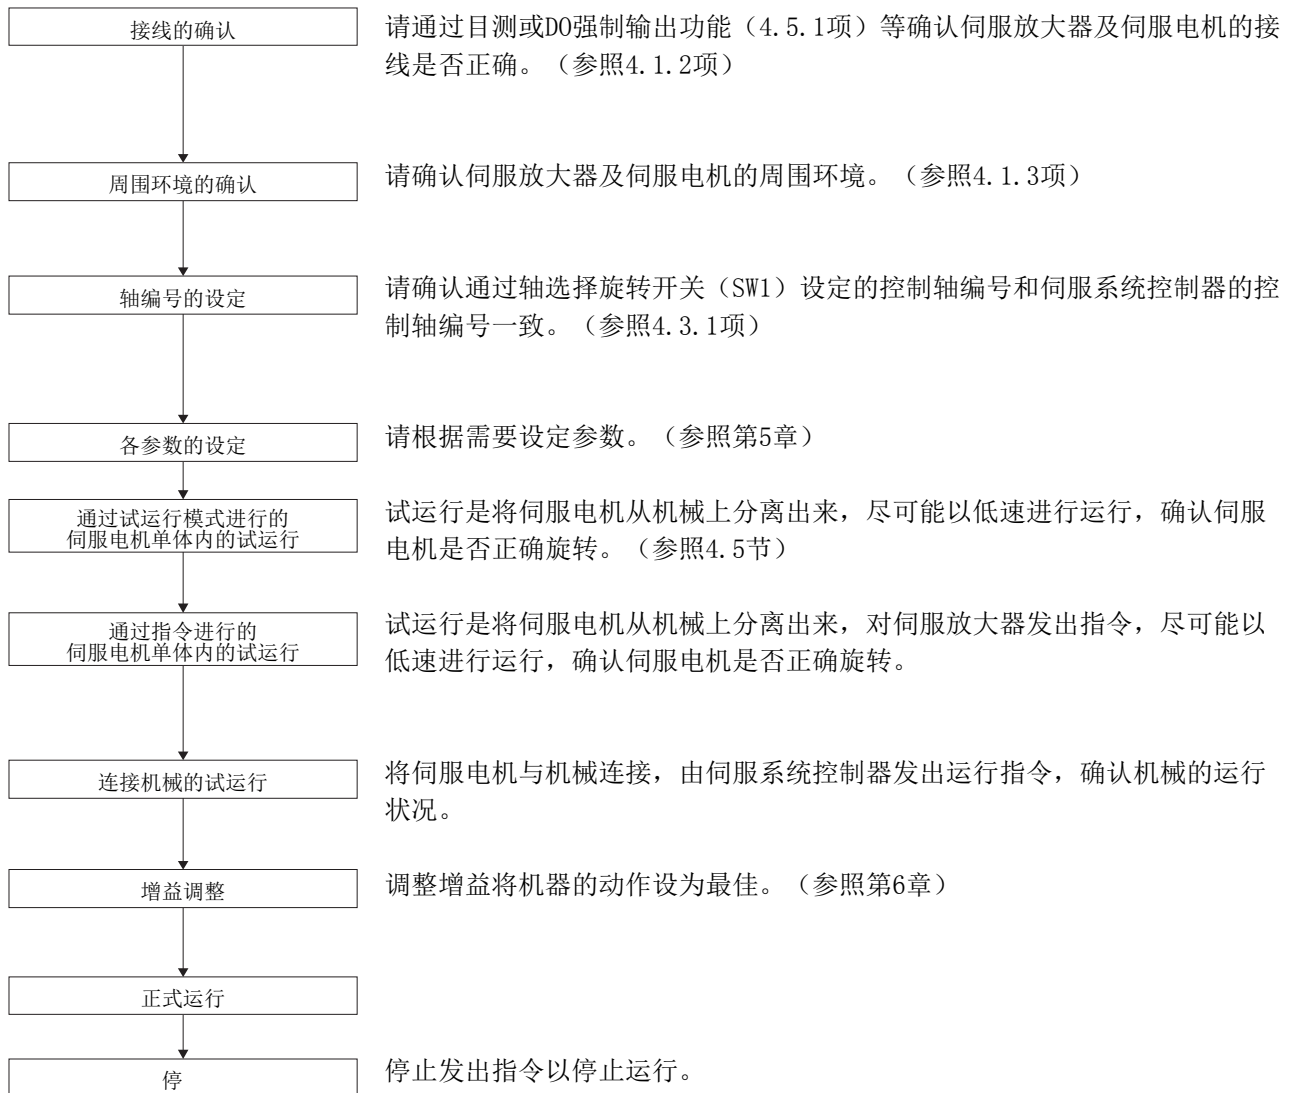 接线的确认
请通过目测或DO强制输出功能（4.5.1项）等确认伺服放大器及伺服电机的接
线是否正确。（参照4.1.2项）
周围环境的确认
请确认伺服放大器及伺服电机的周围环境。（参照4.1.3项）
轴编号的设定
请确认通过轴选择旋转开关（SW1）设定的控制轴编号和伺服系统控制器的控
制轴编号一致。（参照4.3.1项）
各参数的设定
请根据需要设定参数。（参照第5章）
通过试运行模式进行的
伺服电机单体内的试运行
试运行是将伺服电机从机械上分离出来，尽可能以低速进行运行，确认伺服
电机是否正确旋转。（参照4.5节）
通过指令进行的
伺服电机单体内的试运行
试运行是将伺服电机从机械上分离出来，对伺服放大器发出指令，尽可能以
低速进行运行，确认伺服电机是否正确旋转。
连接机械的试运行
将伺服电机与机械连接，由伺服系统控制器发出运行指令，确认机械的运行
状况。
增益调整
调整增益将机器的动作设为最佳。（参照第6章）
正式运行
停
停止发出指令以停止运行。